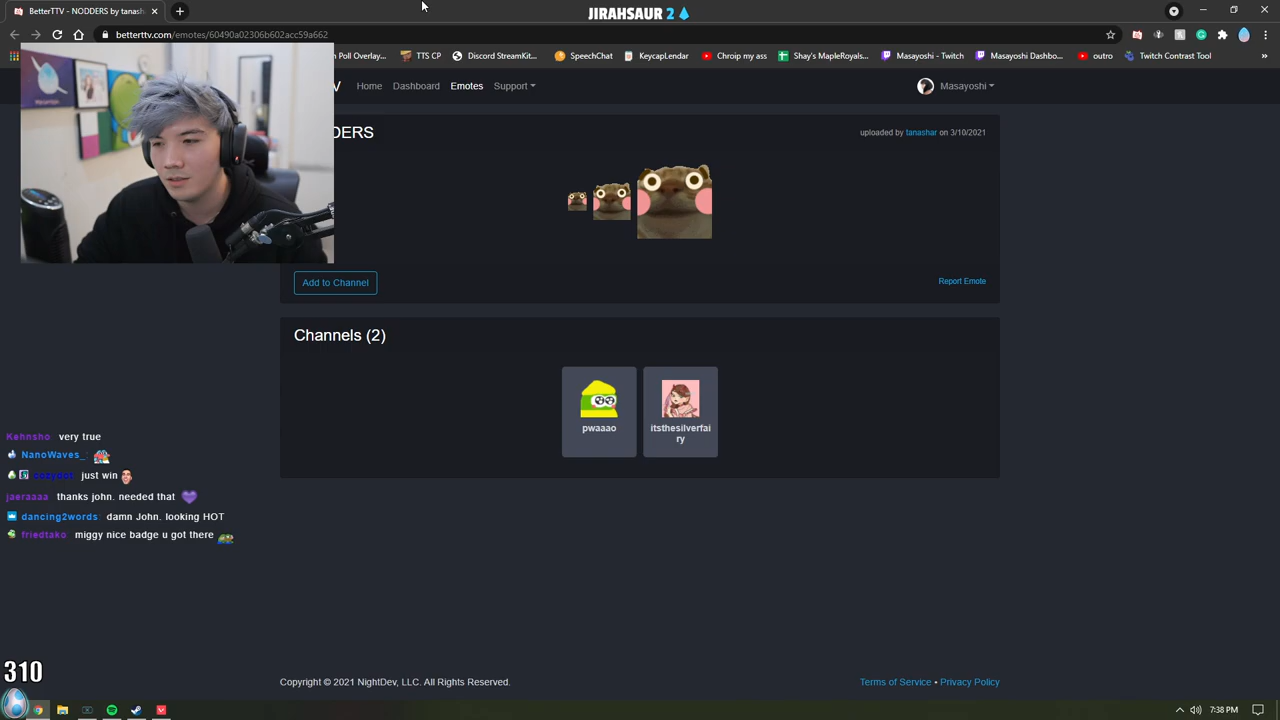 BetterTTV - NODDERS by tanash
JIRAHSAUR 2
betterttv.com/emotes/60490a02306b602acc59a662
Poll Overlay... TTS CP Discord StreamKit... SpeechChat KeycapLendar Chroip my ass Shay's MapleRoyals... Masayoshi - Twitch Masayoshi Dashbo... outro Twitch Contrast Tool »
V Home Dashboard Emotes Support Masayoshi
DERS
uploaded by tanashar on 3/10/2021
Add to Channel
Report Emote
Channels (2)
pwaaao
itsthesilverfai
ry
Kehnsho: very true
NanoWaves_:
just win
jaeraaaa: thanks john. needed that
dancing2words: damn John. looking HOT
friedtako: miggy nice badge u got there
310
Copyright © 2021 NightDev, LLC. All Rights Reserved.
Terms of Service • Privacy Policy
7:38 PM